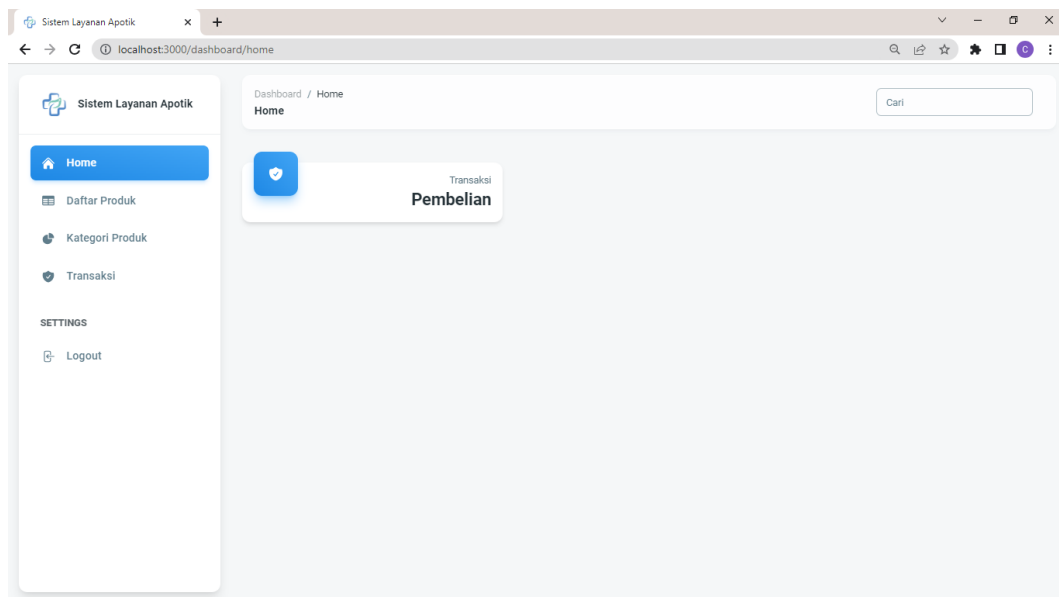 Sistem Layanan Apotik
localhost:3000/dashboard/home
C
Sistem Layanan Apotik
Home
Daftar Produk
Kategori Produk
Transaksi
SETTINGS
Logout
Dashboard / Home
Home
Cari
Transaksi
Pembelian